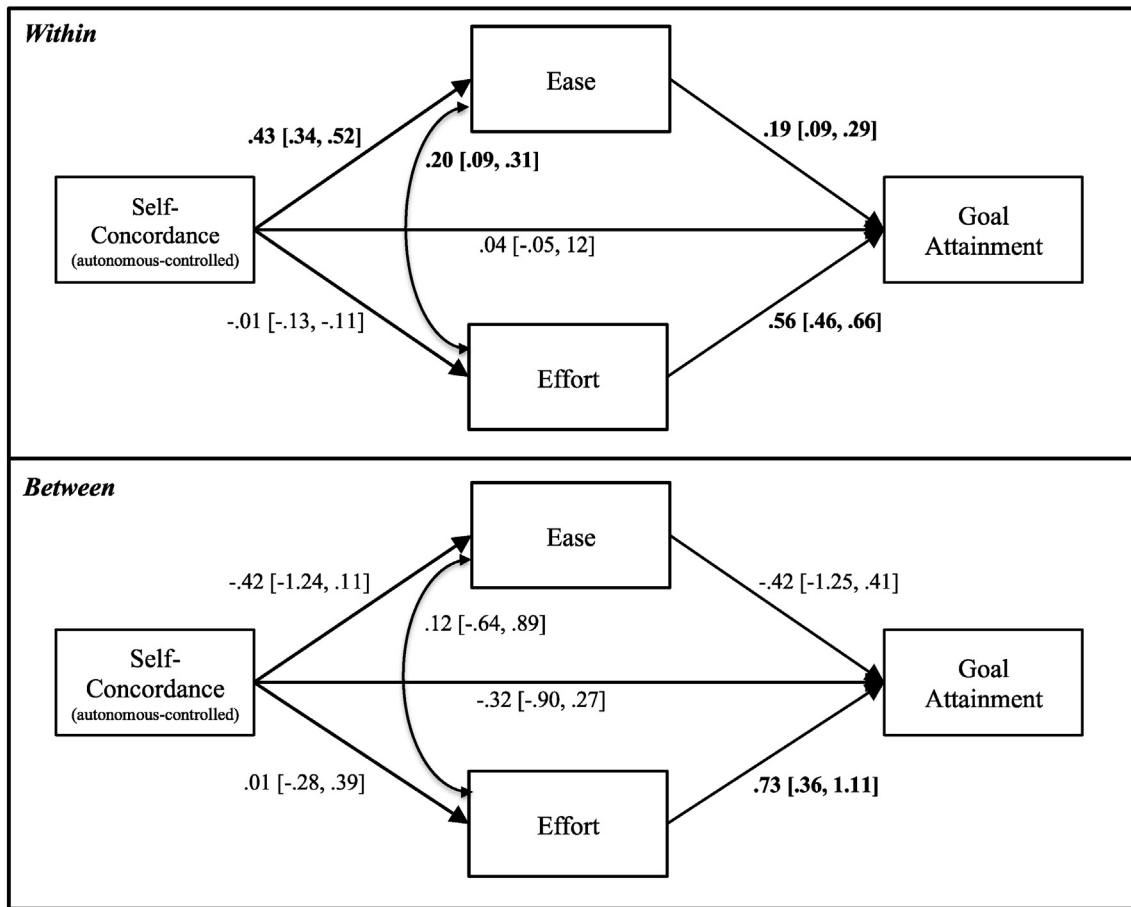 Within
Ease
.43 [.34, .52]
.19 [.09, .29]
.20 [.09, .31]
Self-
Concordance
(autonomous-controlled)
Goal
Attainment
.04 [-.05, 12]
-.01 [-.13, -.11]
.56 [.46, .66]
Effort
Between
Ease
-.42 [-1.24, .11]
-.42 [-1.25, .41]
.12 [-.64, .89]
Self-
Concordance
(autonomous-controlled)
Goal
Attainment
-.32 [-.90, .27]
.01 [-.28, .39]
.73 [.36, 1.11]
Effort